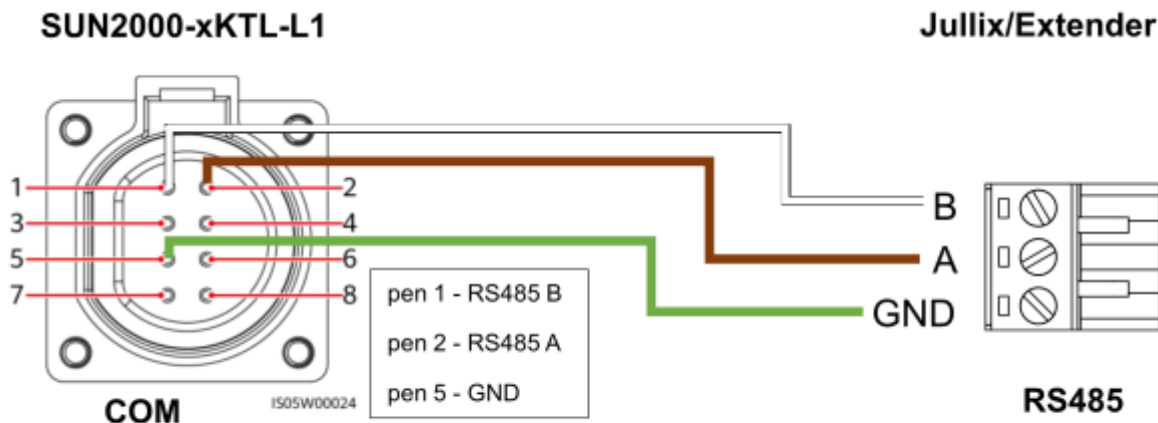 SUN2000-xKTL-L1
Jullix/Extender
1
2
3
4
5
6
7
8
B
A
GND
pen 1 - RS485 B
pen 2 - RS485 A
pen 5 - GND
IS05W00024
COM
RS485